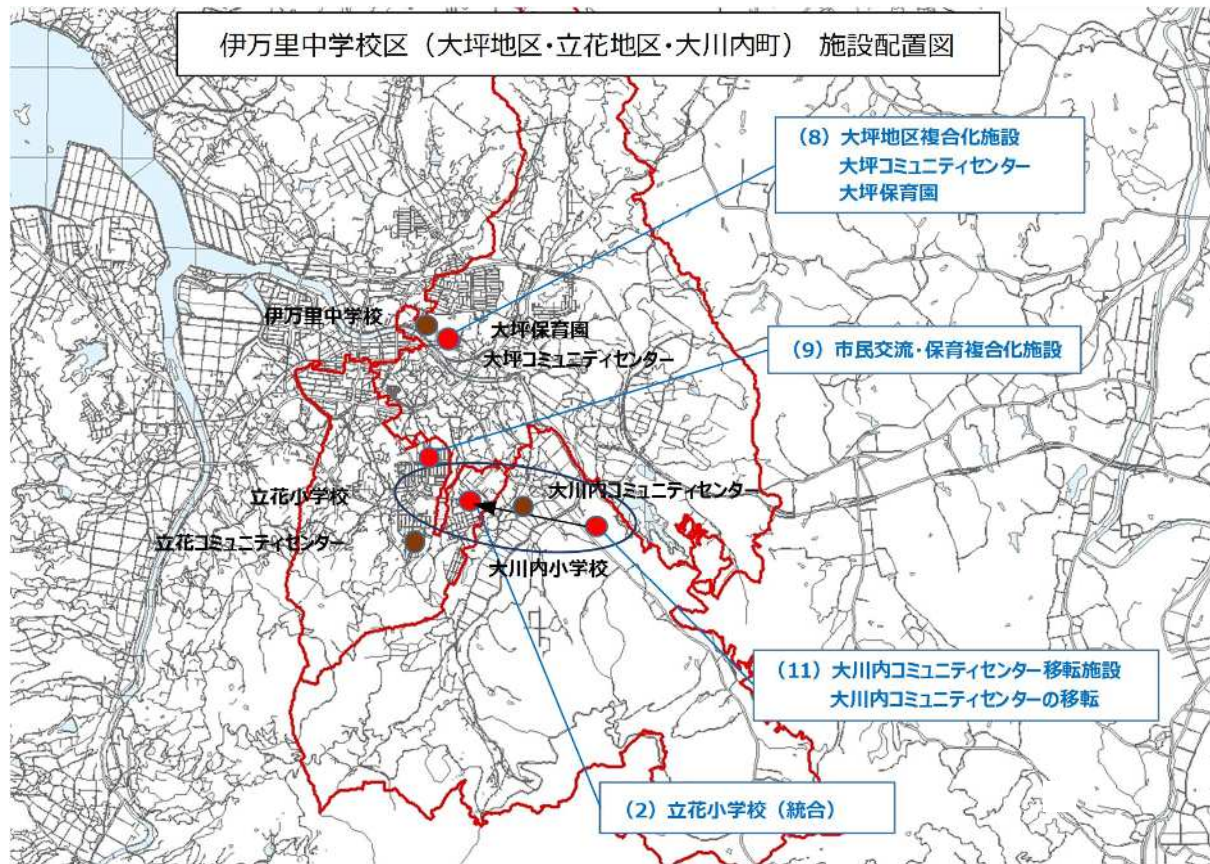 伊万里中学校区（大坪地区・立花地区・大川内町） 施設配置図
（8）大坪地区複合化施設
大坪コミュニティセンター
大坪保育園
伊万里中学校
大坪保育園
大坪コミュニティセンター
（9）市民交流・保育複合化施設
立花小学校
大川内コミュニティセンター
立花コミュニティセンター
大川内小学校
（11）大川内コミュニティセンター移転施設
大川内コミュニティセンターの移転
（2）立花小学校（統合）